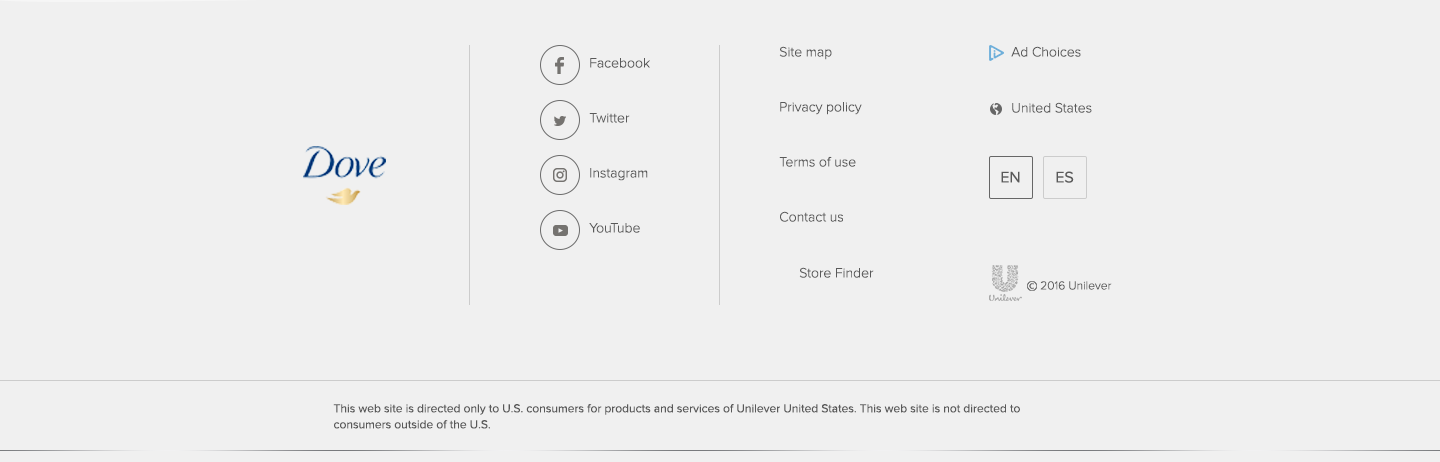 Dove
Facebook
Twitter
Instagram
YouTube
Site map
Privacy policy
Terms of use
Contact us
Store Finder
Ad Choices
United States
EN
ES
Unilever
© 2016 Unilever
This web site is directed only to U.S. consumers for products and services of Unilever United States. This web site is not directed to
consumers outside of the U.S.